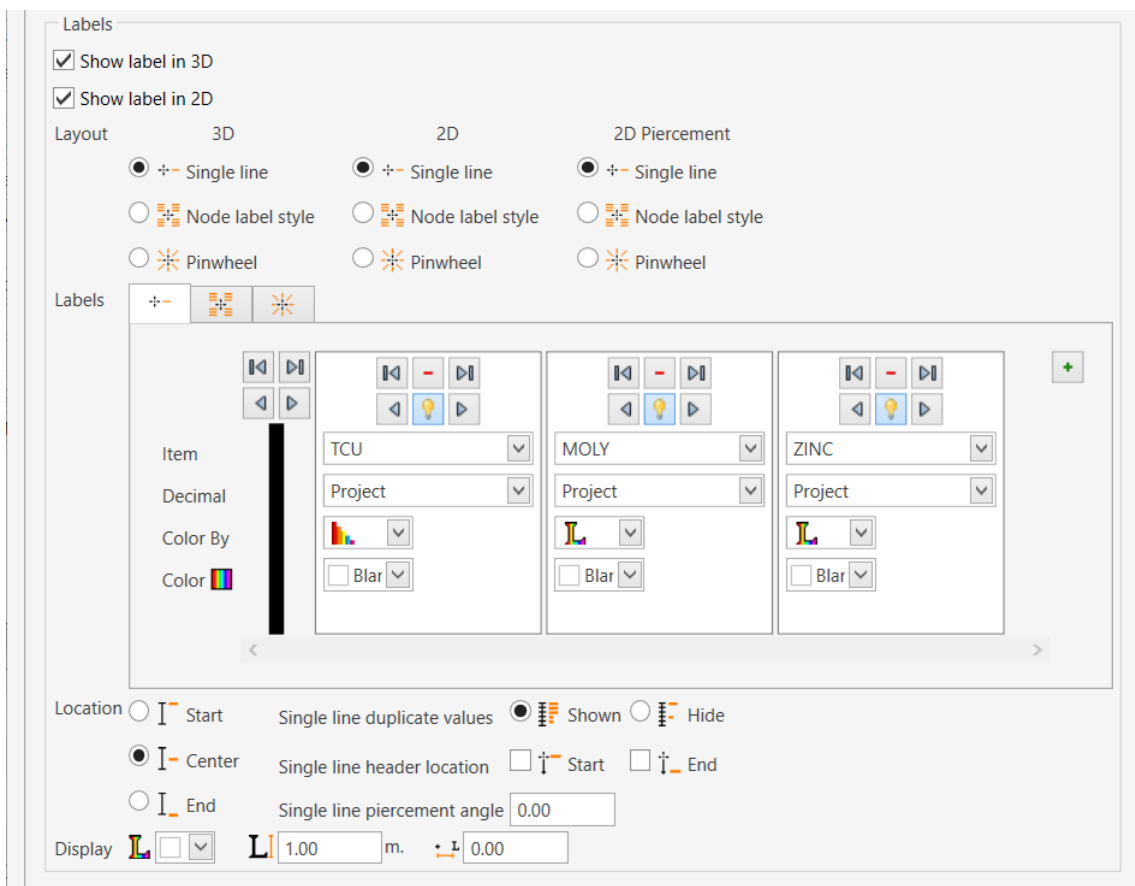 Labels
Show label in 3D
Show label in 2D
Layout 3D 2D 2D Piercement
Single line Single line Single line
Node label style Node label style Node label style
Pinwheel Pinwheel Pinwheel
Labels
Item TCU MOLY ZINC
Decimal Project Project Project
Color By L L
Color Blar Blar Blar
Location Start Single line duplicate values Shown Hide
Center Single line header location Start End
End Single line piercement angle 0.00
Display L L 1.00 m. L 0.00